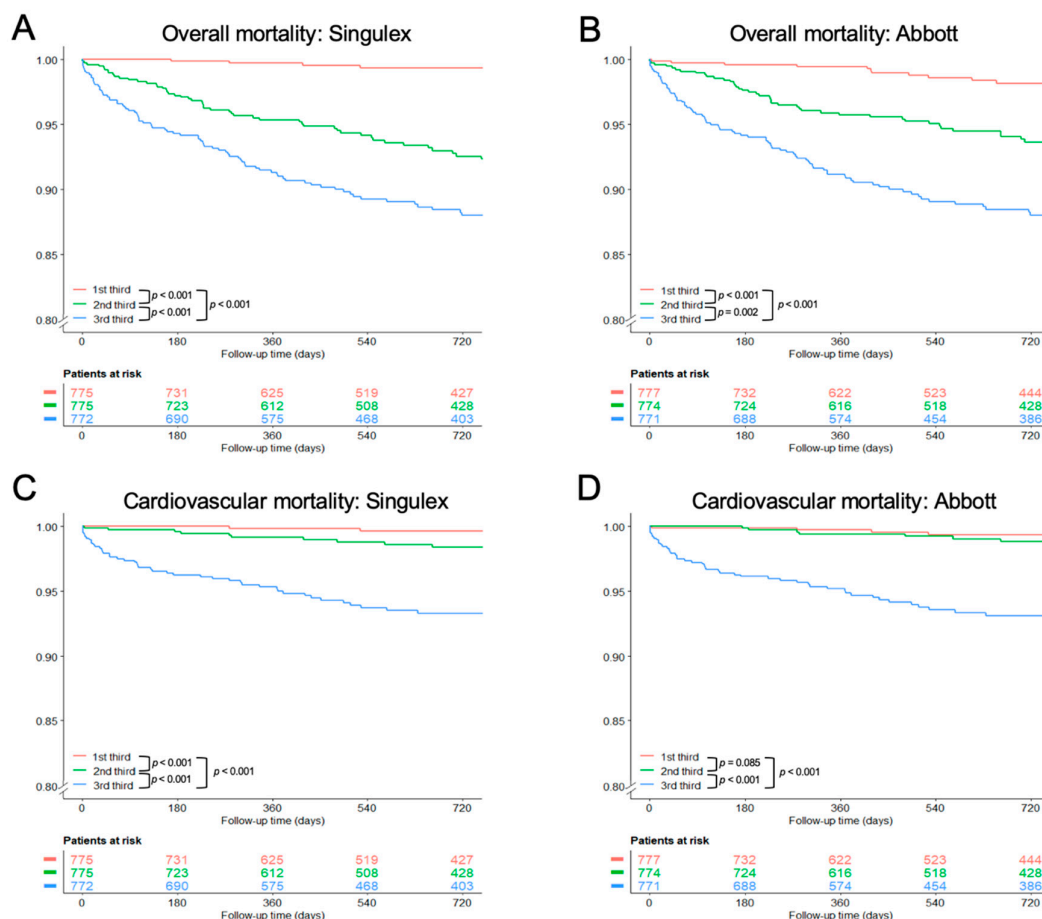 A
Overall mortality: Singulex
1.00
0.95
0.90
0.85
0.80
1st third
2nd third
3rd third
p < 0.001
p < 0.001
p < 0.001
0 180 360 540 720
Follow-up time (days)
Patients at risk
775 731 625 519 427
775 723 612 508 428
772 690 575 468 403
0 180 360 540 720
Follow-up time (days)
B
Overall mortality: Abbott
1.00
0.95
0.90
0.85
0.80
1st third
2nd third
3rd third
p < 0.001
p = 0.002
p < 0.001
0 180 360 540 720
Follow-up time (days)
Patients at risk
777 732 622 523 444
774 724 616 518 428
771 688 574 454 386
0 180 360 540 720
Follow-up time (days)
C
Cardiovascular mortality: Singulex
1.00
0.95
0.90
0.85
0.80
1st third
2nd third
3rd third
p < 0.001
p < 0.001
p < 0.001
0 180 360 540 720
Follow-up time (days)
Patients at risk
775 731 625 519 427
775 723 612 508 428
772 690 575 468 403
0 180 360 540 720
Follow-up time (days)
D
Cardiovascular mortality: Abbott
1.00
0.95
0.90
0.85
0.80
1st third
2nd third
3rd third
p = 0.085
p < 0.001
p < 0.001
0 180 360 540 720
Follow-up time (days)
Patients at risk
777 732 622 523 444
774 724 616 518 428
771 688 574 454 386
0 180 360 540 720
Follow-up time (days)